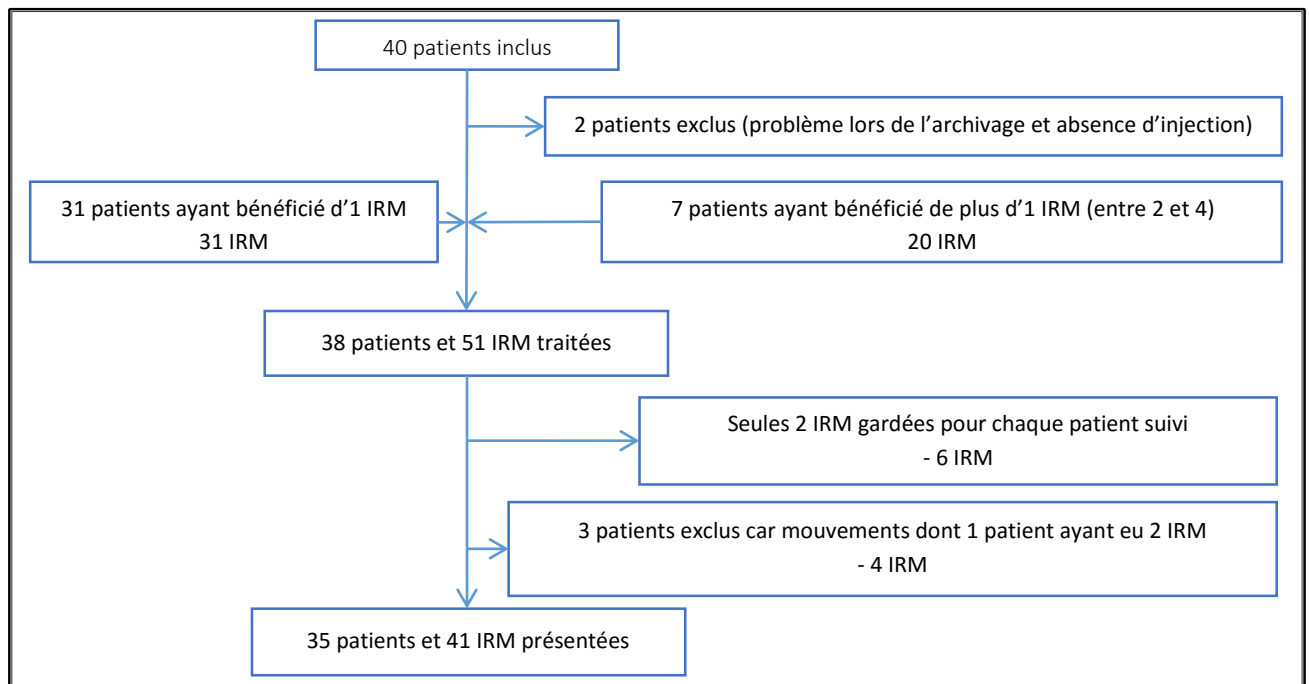 40 patients inclus
2 patients exclus (problème lors de l’archivage et absence d’injection)
31 patients ayant bénéficié d’1 IRM
31 IRM
7 patients ayant bénéficié de plus d’1 IRM (entre 2 et 4)
20 IRM
38 patients et 51 IRM traitées
Seules 2 IRM gardées pour chaque patient suivi
- 6 IRM
3 patients exclus car mouvements dont 1 patient ayant eu 2 IRM
- 4 IRM
35 patients et 41 IRM présentées